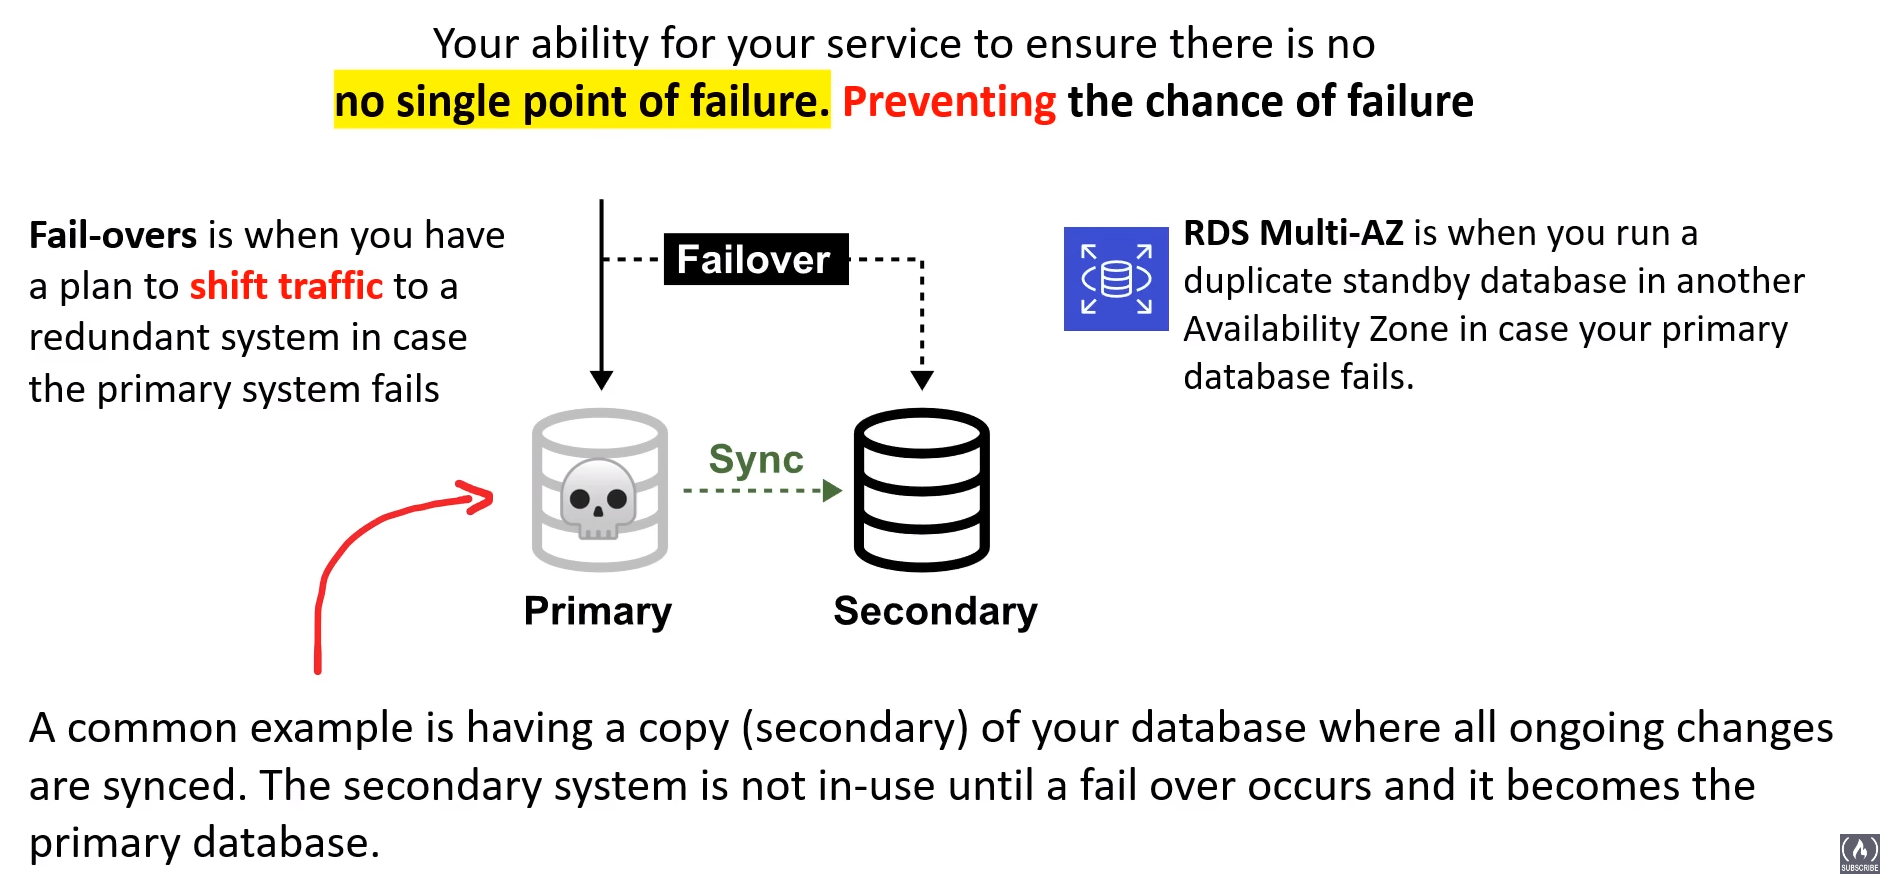 Your ability for your service to ensure there is no
no single point of failure. Preventing the chance of failure
Fail-overs is when you have
a plan to shift traffic to a
redundant system in case
the primary system fails
Failover
Sync
Primary
Secondary
RDS Multi-AZ is when you run a
duplicate standby database in another
Availability Zone in case your primary
database fails.
A common example is having a copy (secondary) of your database where all ongoing changes
are synced. The secondary system is not in-use until a fail over occurs and it becomes the
primary database.
SUBSCRIBE